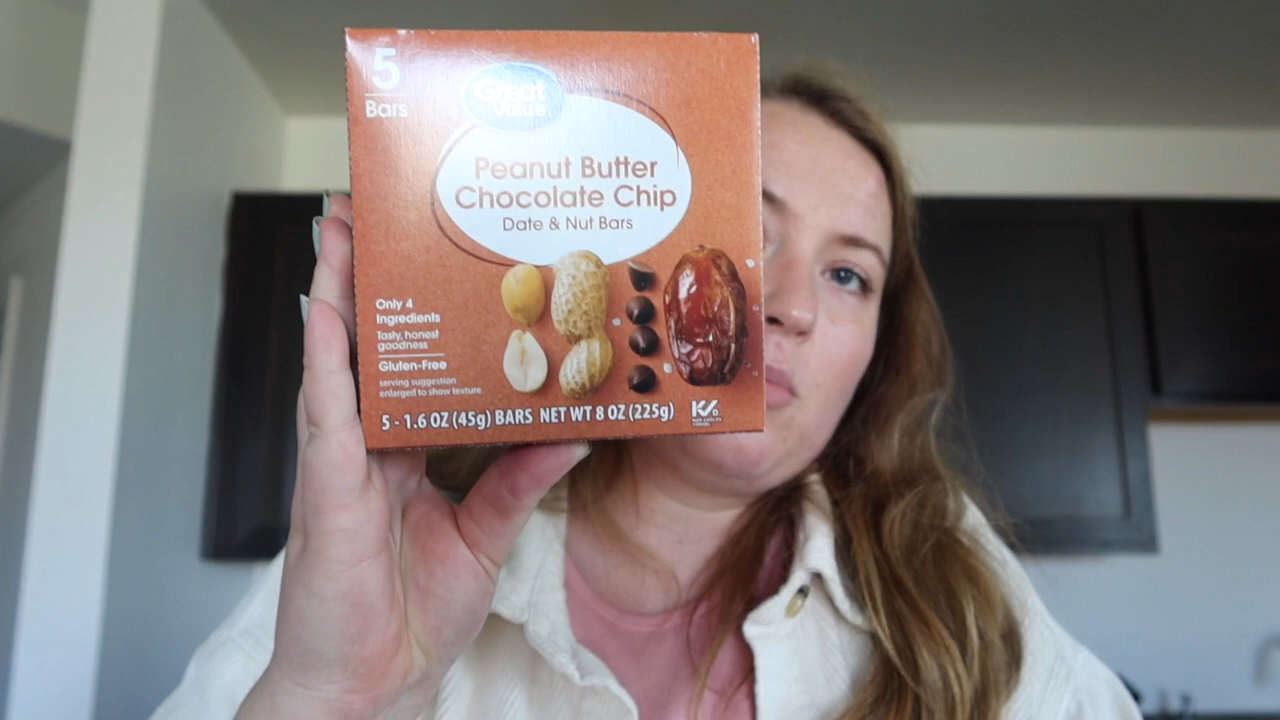 5
Bars
Great
Value
Peanut Butter
Chocolate Chip
Date & Nut Bars
Only 4
Ingredients
Tasty, honest
goodness
Gluten-Free
serving suggestion
enlarged to show texture
5 - 1.6 OZ (45g) BARS NET WT 8 OZ (225g)